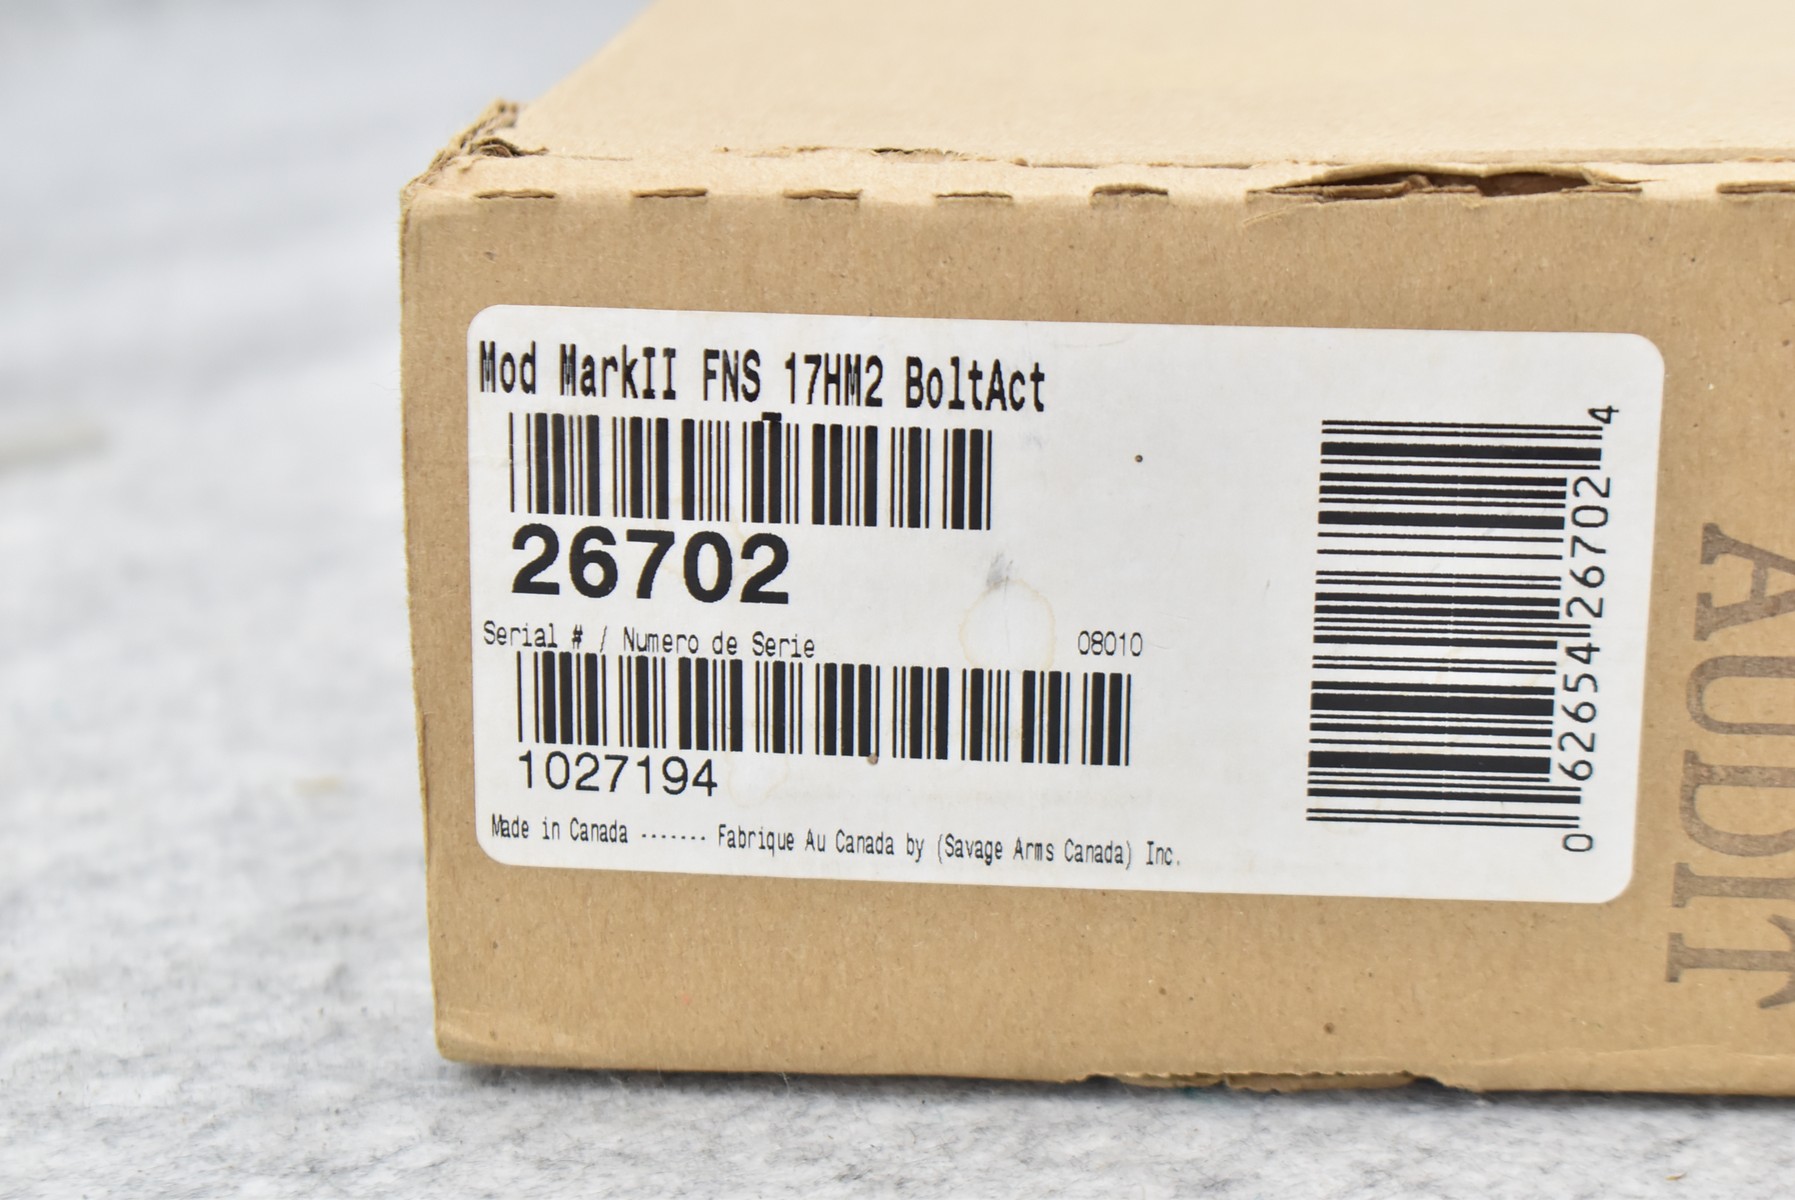 Mod MarkII FNS 17HM2 BoltAct
26702
Serial # / Numero de Serie 08010
1027194
Made in Canada ------- Fabrique Au Canada by (Savage Arms Canada) Inc.
0 62654 26702 4
AUDIT